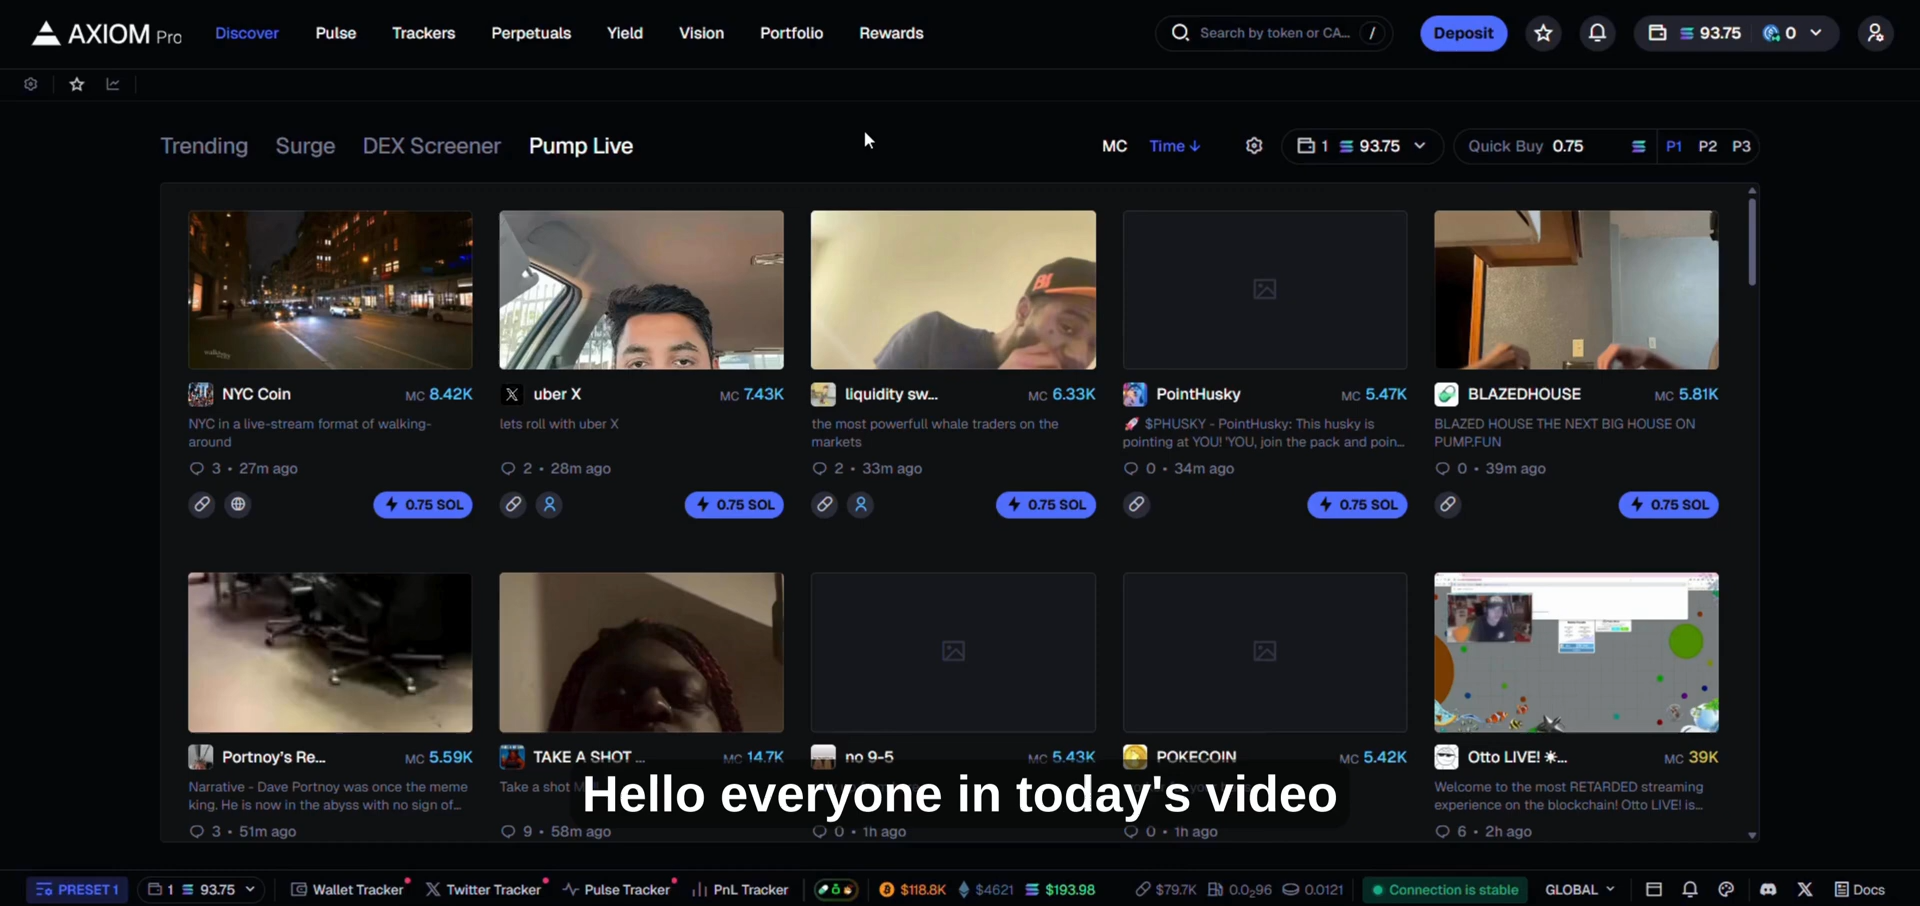 AXIOM Pro
Discover
Pulse
Trackers
Perpetuals
Yield
Vision
Portfolio
Rewards
Search by token or CA...
/
Deposit
93.75
0
Trending
Surge
DEX Screener
Pump Live
MC
Time ↓
1
93.75
Quick Buy 0.75
P1
P2
P3
NYC Coin
MC 8.42K
NYC in a live-stream format of walking-
around
3 • 27m ago
0.75 SOL
uber X
MC 7.43K
lets roll with uber X
2 • 28m ago
0.75 SOL
liquidity sw...
MC 6.33K
the most powerfull whale traders on the
markets
2 • 33m ago
0.75 SOL
PointHusky
MC 5.47K
🚀 $PHUSKY - PointHusky: This husky is
pointing at YOU! 'YOU, join the pack and poin...
0 • 34m ago
0.75 SOL
BLAZEDHOUSE
MC 5.81K
BLAZED HOUSE THE NEXT BIG HOUSE ON
PUMP.FUN
0 • 39m ago
0.75 SOL
Portnoy's Re...
MC 5.59K
Narrative - Dave Portnoy was once the meme
king. He is now in the abyss with no sign of...
3 • 51m ago
TAKE A SHOT ...
MC 14.7K
Take a shot
9 • 58m ago
no 9-5
MC 5.43K
0 • 1h ago
POKECOIN
MC 5.42K
0 • 1h ago
Otto LIVE! ☀...
MC 39K
Welcome to the most RETARDED streaming
experience on the blockchain! Otto LIVE! is...
6 • 2h ago
Hello everyone in today's video
PRESET 1
1
93.75
Wallet Tracker
Twitter Tracker
Pulse Tracker
PnL Tracker
$118.8K
$4621
$193.98
$79.7K
0.0₂96
0.0121
Connection is stable
GLOBAL
Docs